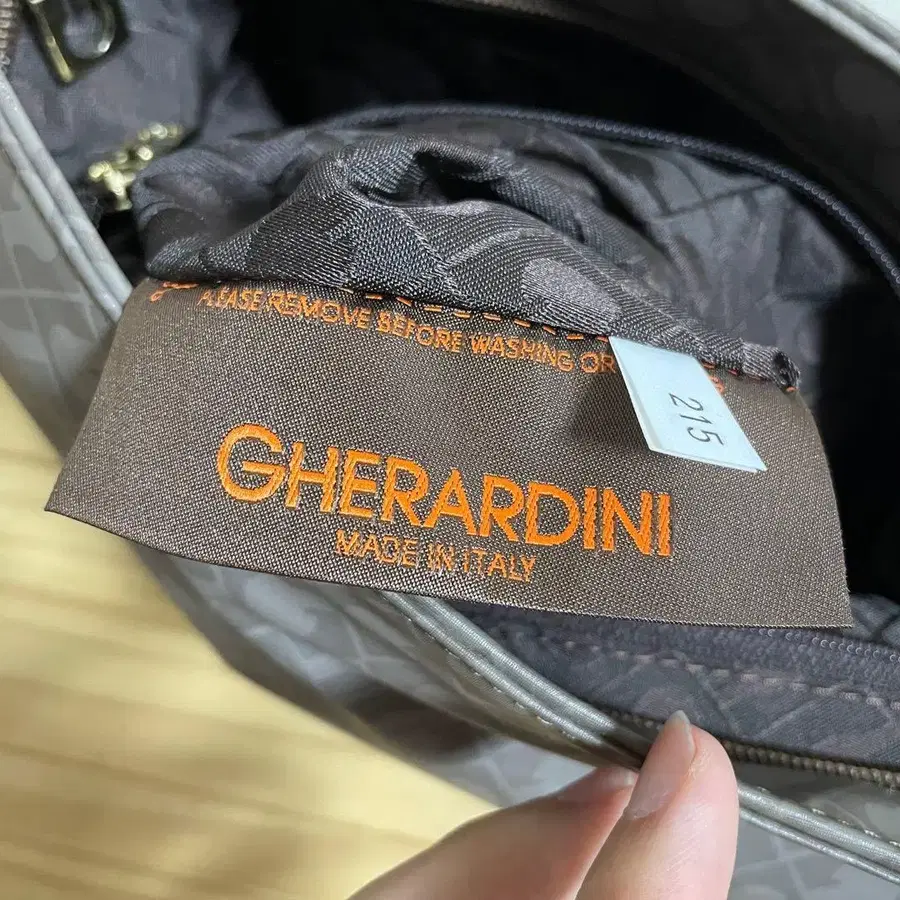 PLEASE REMOVE BEFORE WASHING OR
215
GHERARDINI
MADE IN ITALY